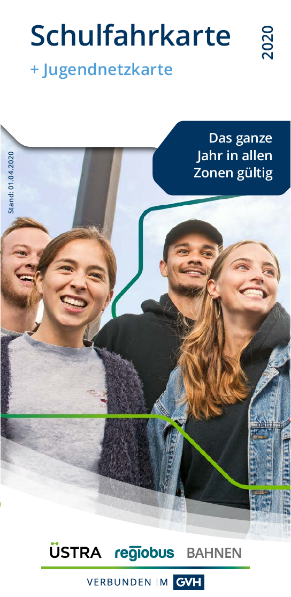 Schulfahrkarte
2020
+ Jugendnetzkarte
Das ganze
Jahr in allen
Zonen gültig
Stand: 01.04.2020
ÜSTRA regiobus BAHNEN
VERBUNDEN IM GVH